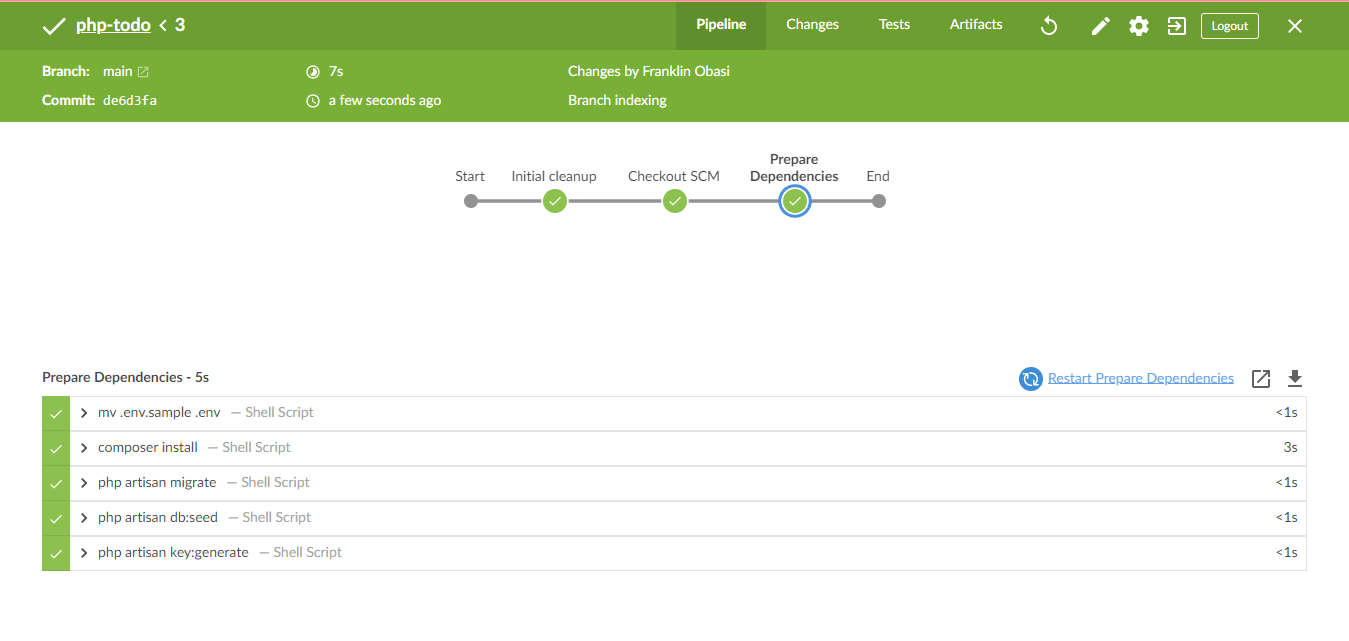 php-todo < 3
Pipeline Changes Tests Artifacts Logout
Branch: main 7s Changes by Franklin Obasi
Commit: de6d3fa a few seconds ago Branch indexing
Start Initial cleanup Checkout SCM Prepare Dependencies End
Prepare Dependencies - 5s Restart Prepare Dependencies
mv .env.sample .env — Shell Script <1s
composer install — Shell Script 3s
php artisan migrate — Shell Script <1s
php artisan db:seed — Shell Script <1s
php artisan key:generate — Shell Script <1s